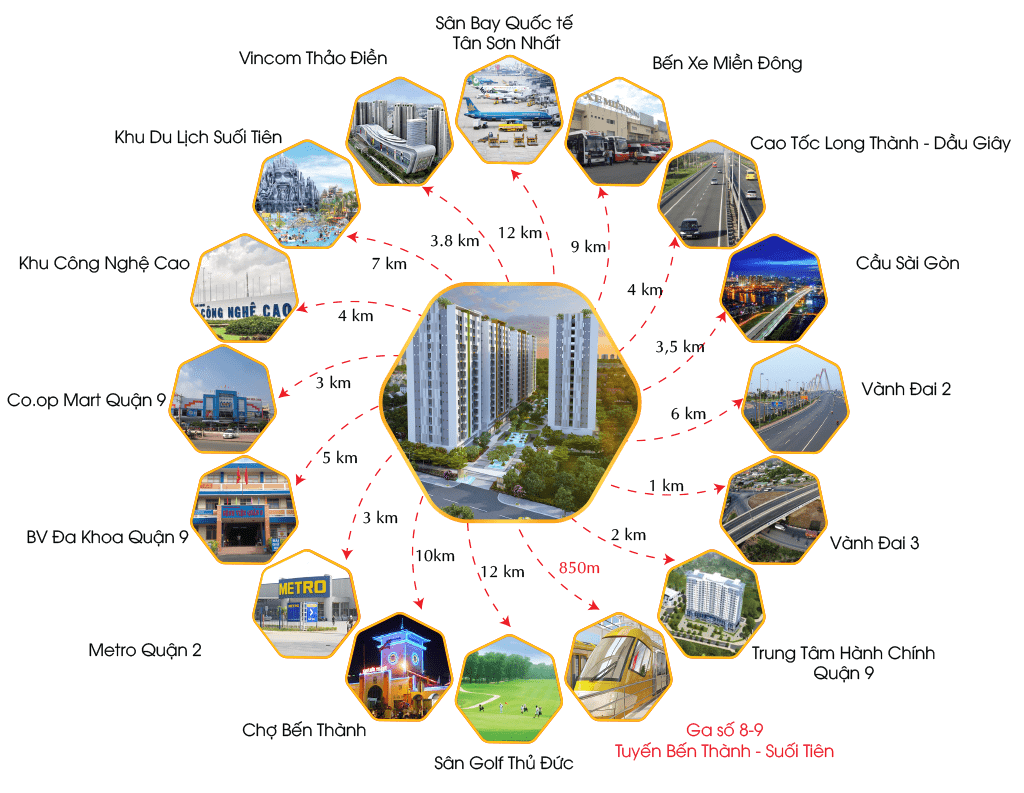 Sân Bay Quốc tế
Tân Sơn Nhất
Vincom Thảo Điền
Bến Xe Miền Đông
XE MIỀN ĐÔNG
Khu Du Lịch Suối Tiên
Cao Tốc Long Thành - Dầu Giây
3.8 km
12 km
9 km
Khu Công Nghệ Cao
7 km
4 km
Cầu Sài Gòn
CÔNG NGHỆ CAO
4 km
3,5 km
Co.op Mart Quận 9
3 km
6 km
Vành Đai 2
5 km
1 km
BV Đa Khoa Quận 9
3 km
2 km
Vành Đai 3
10km
12 km
850m
METRO
Metro Quận 2
Trung Tâm Hành Chính
Quận 9
Chợ Bến Thành
Ga số 8-9
Tuyến Bến Thành - Suối Tiên
Sân Golf Thủ Đức